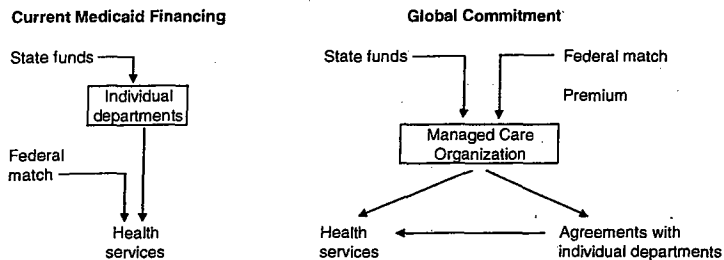 Current Medicaid Financing
State funds
Individual
departments
Federal
match
Health
services
Global Commitment
State funds
Federal match
Premium
Managed Care
Organization
Health
services
Agreements with
individual departments